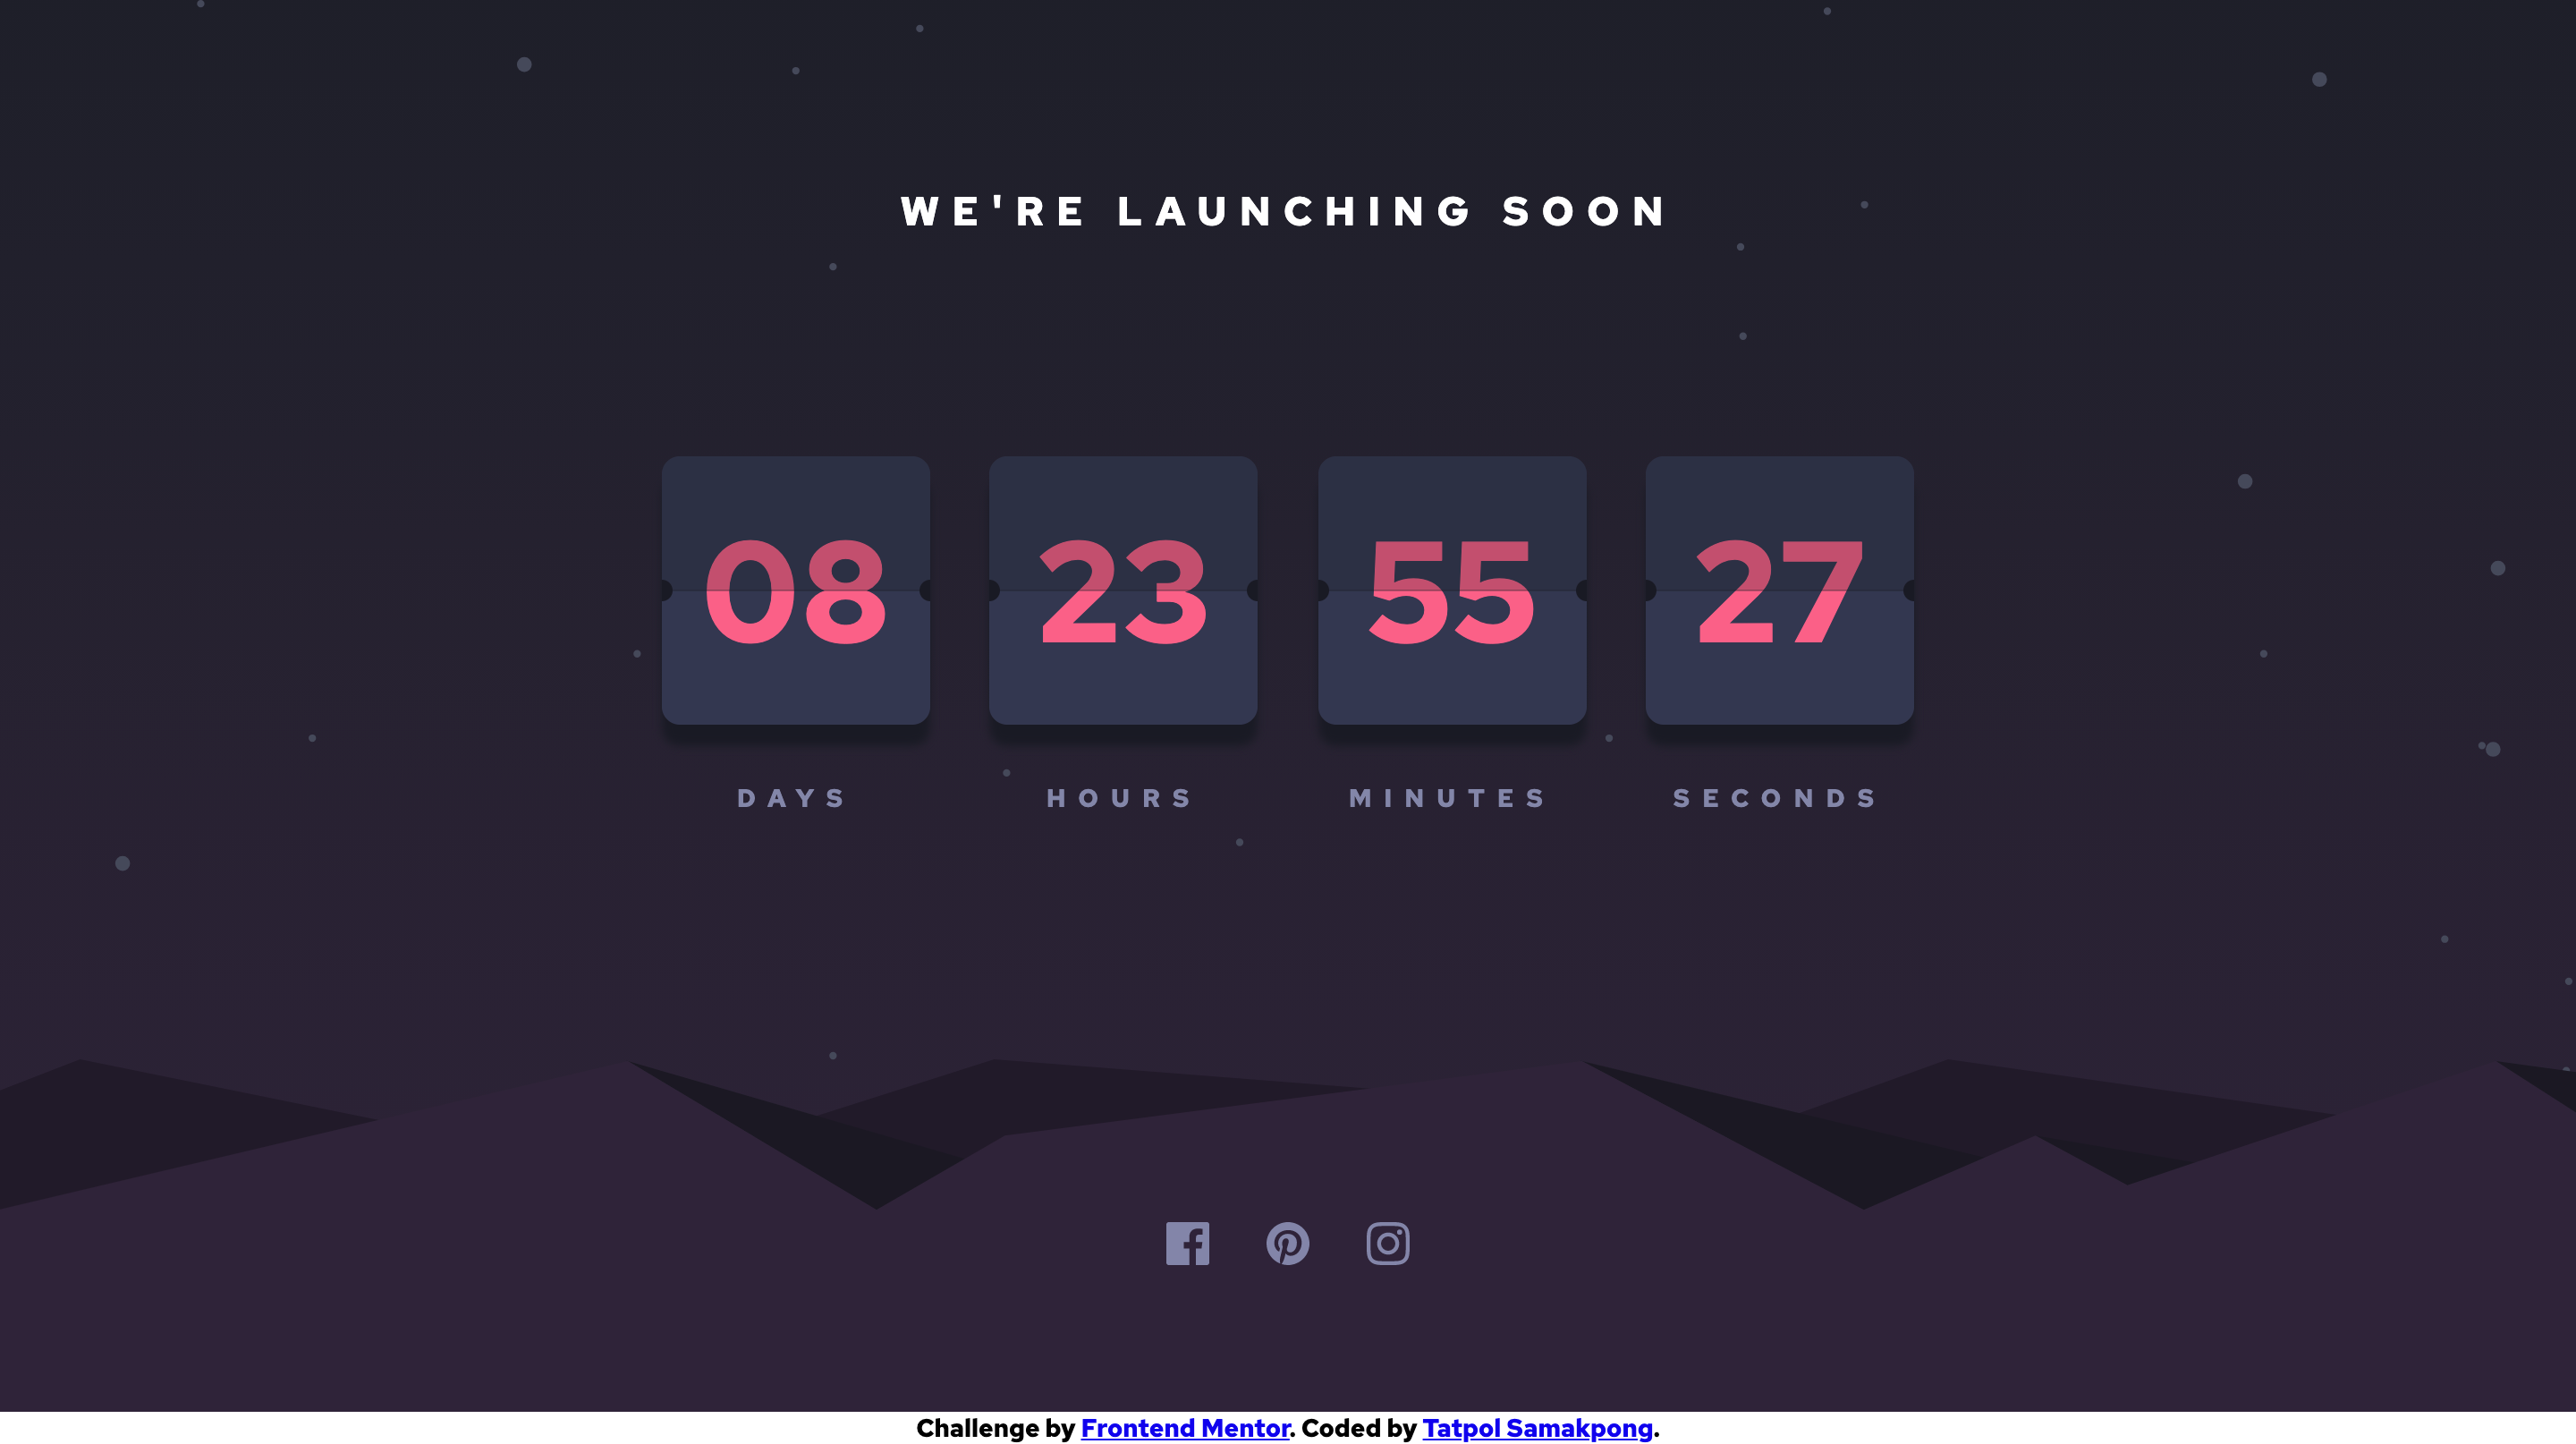 WE'RE LAUNCHING SOON
08 23 55 27
DAYS HOURS MINUTES SECONDS
Challenge by Frontend Mentor. Coded by Tatpol Samakpong.